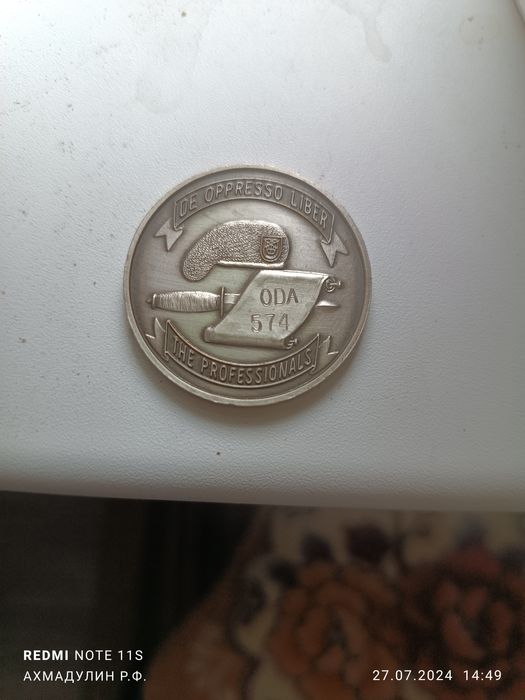 DE OPPRESSO LIBER
ODA
574
THE PROFESSIONALS
REDMI NOTE 11S
АХМАДУЛИН Р.Ф.
27.07.2024 14:49